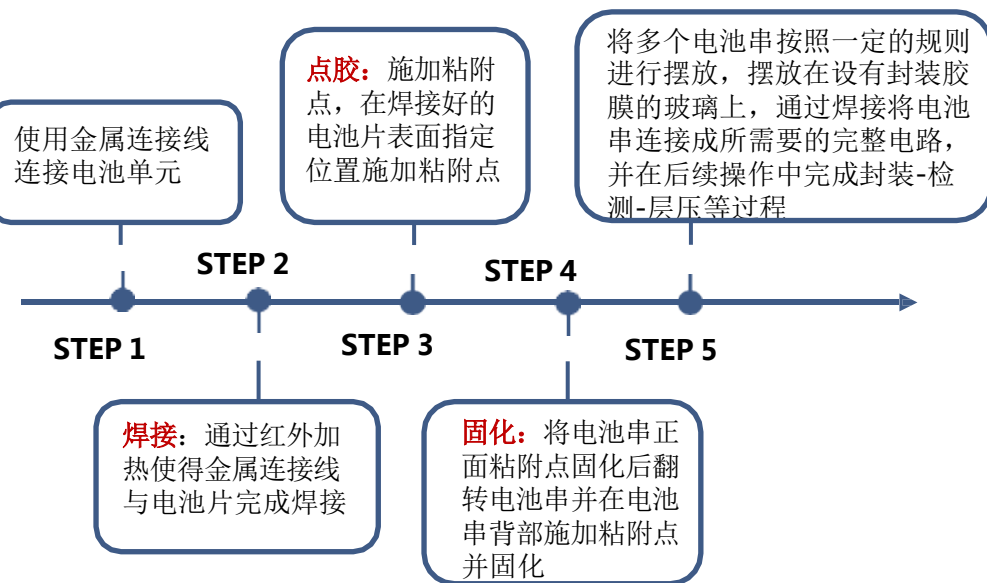 使用金属连接线
连接电池单元
STEP 1
STEP 2
焊接：通过红外加
热使得金属连接线
与电池片完成焊接
点胶：施加粘附
点，在焊接好的
电池片表面指定
位置施加粘附点
STEP 3
STEP 4
固化：将电池串正
面粘附点固化后翻
转电池串并在电池
串背部施加粘附点
并固化
将多个电池串按照一定的规则
进行摆放，摆放在设有封装胶
膜的玻璃上，通过焊接将电池
串连接成所需要的完整电路，
并在后续操作中完成封装-检
测-层压等过程
STEP 5